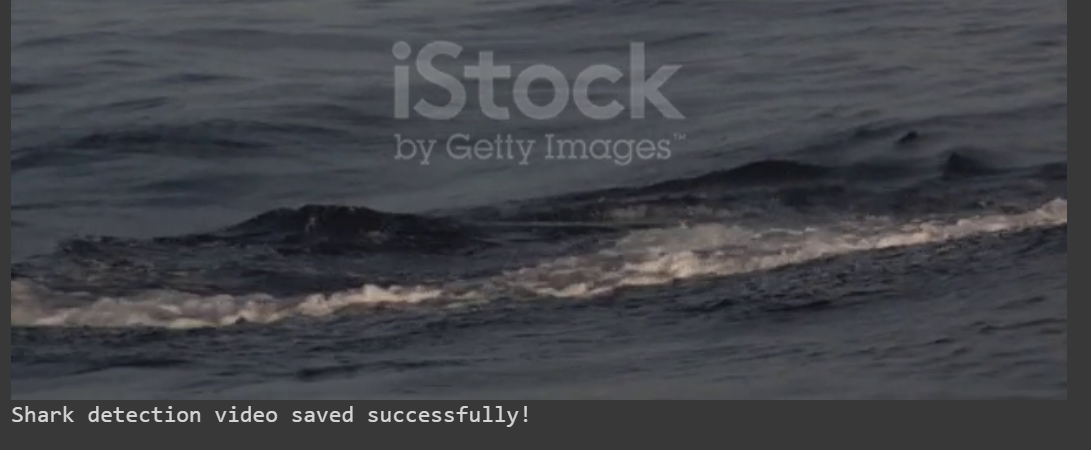 iStock
by Getty Images™
Shark detection video saved successfully!